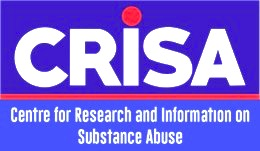 CRISA
Centre for Research and Information on
Substance Abuse